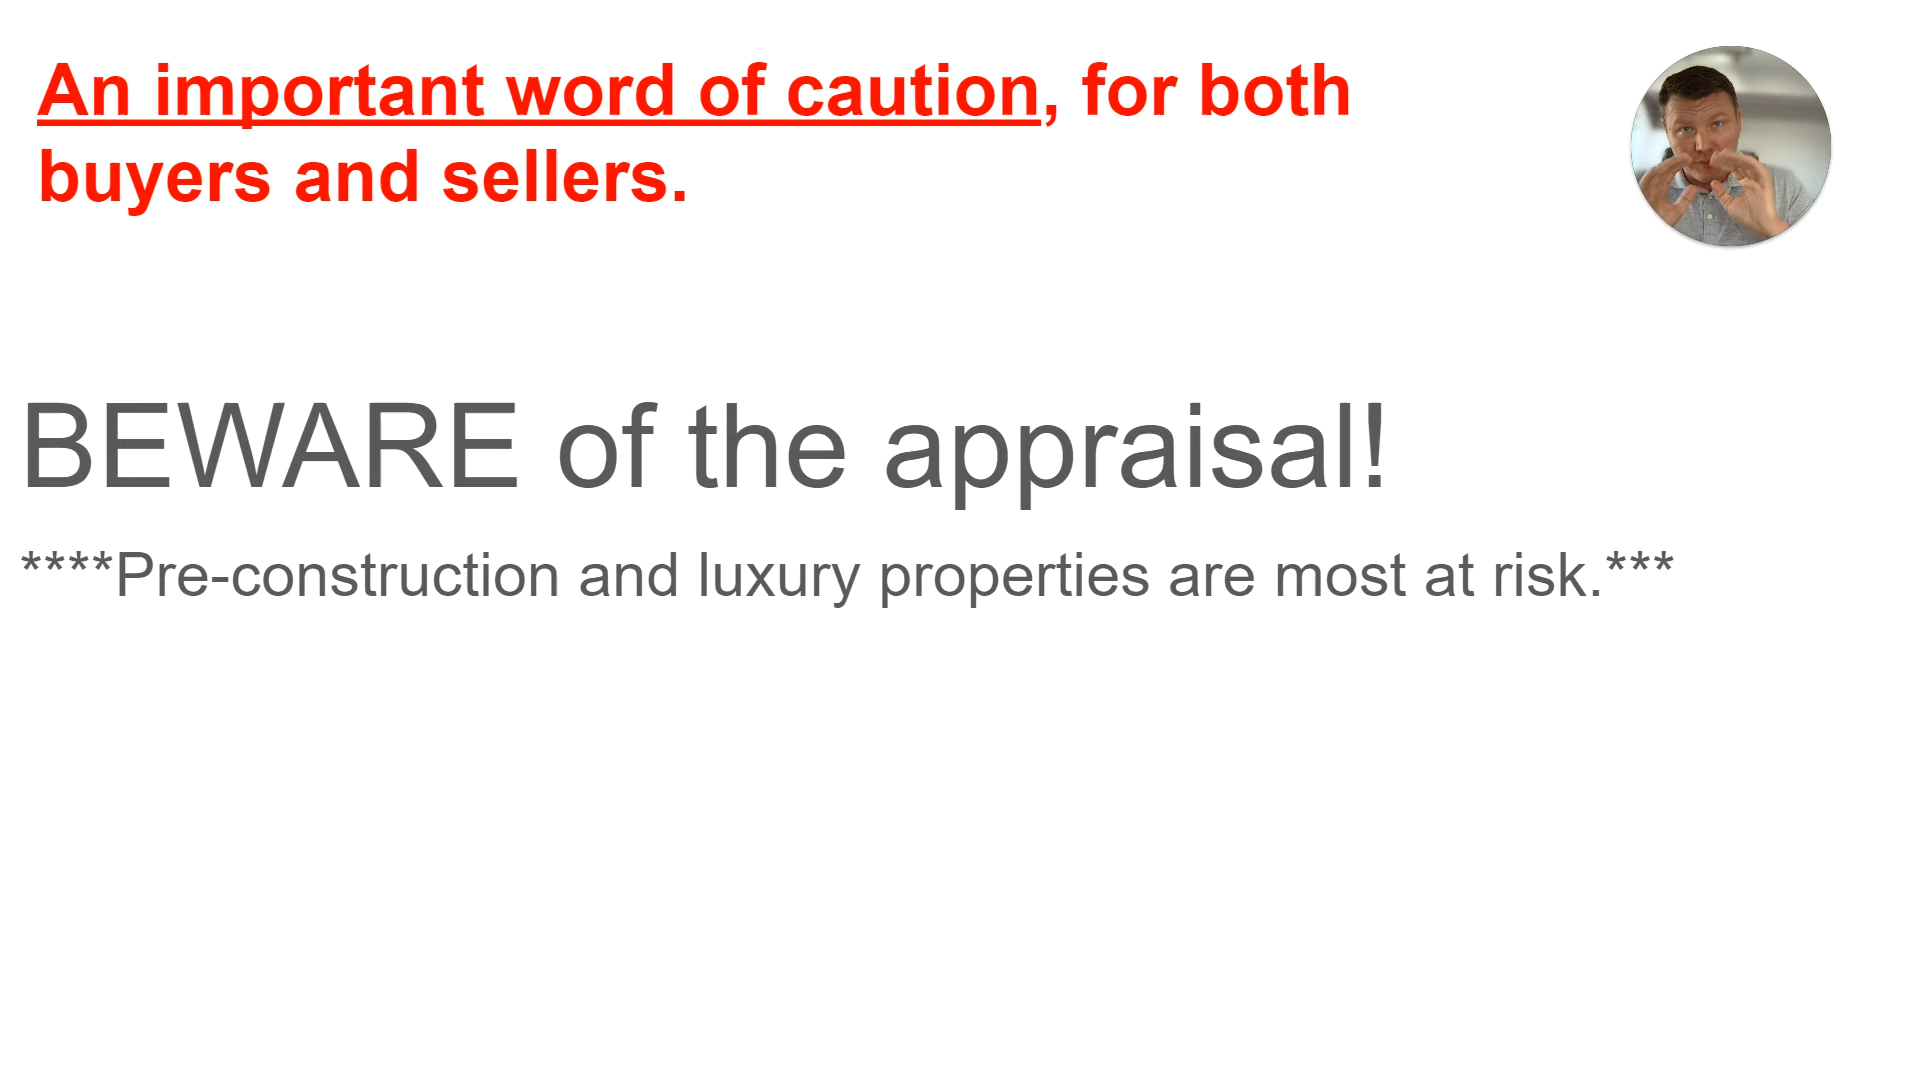 An important word of caution, for both
buyers and sellers.
BEWARE of the appraisal!
****Pre-construction and luxury properties are most at risk.***